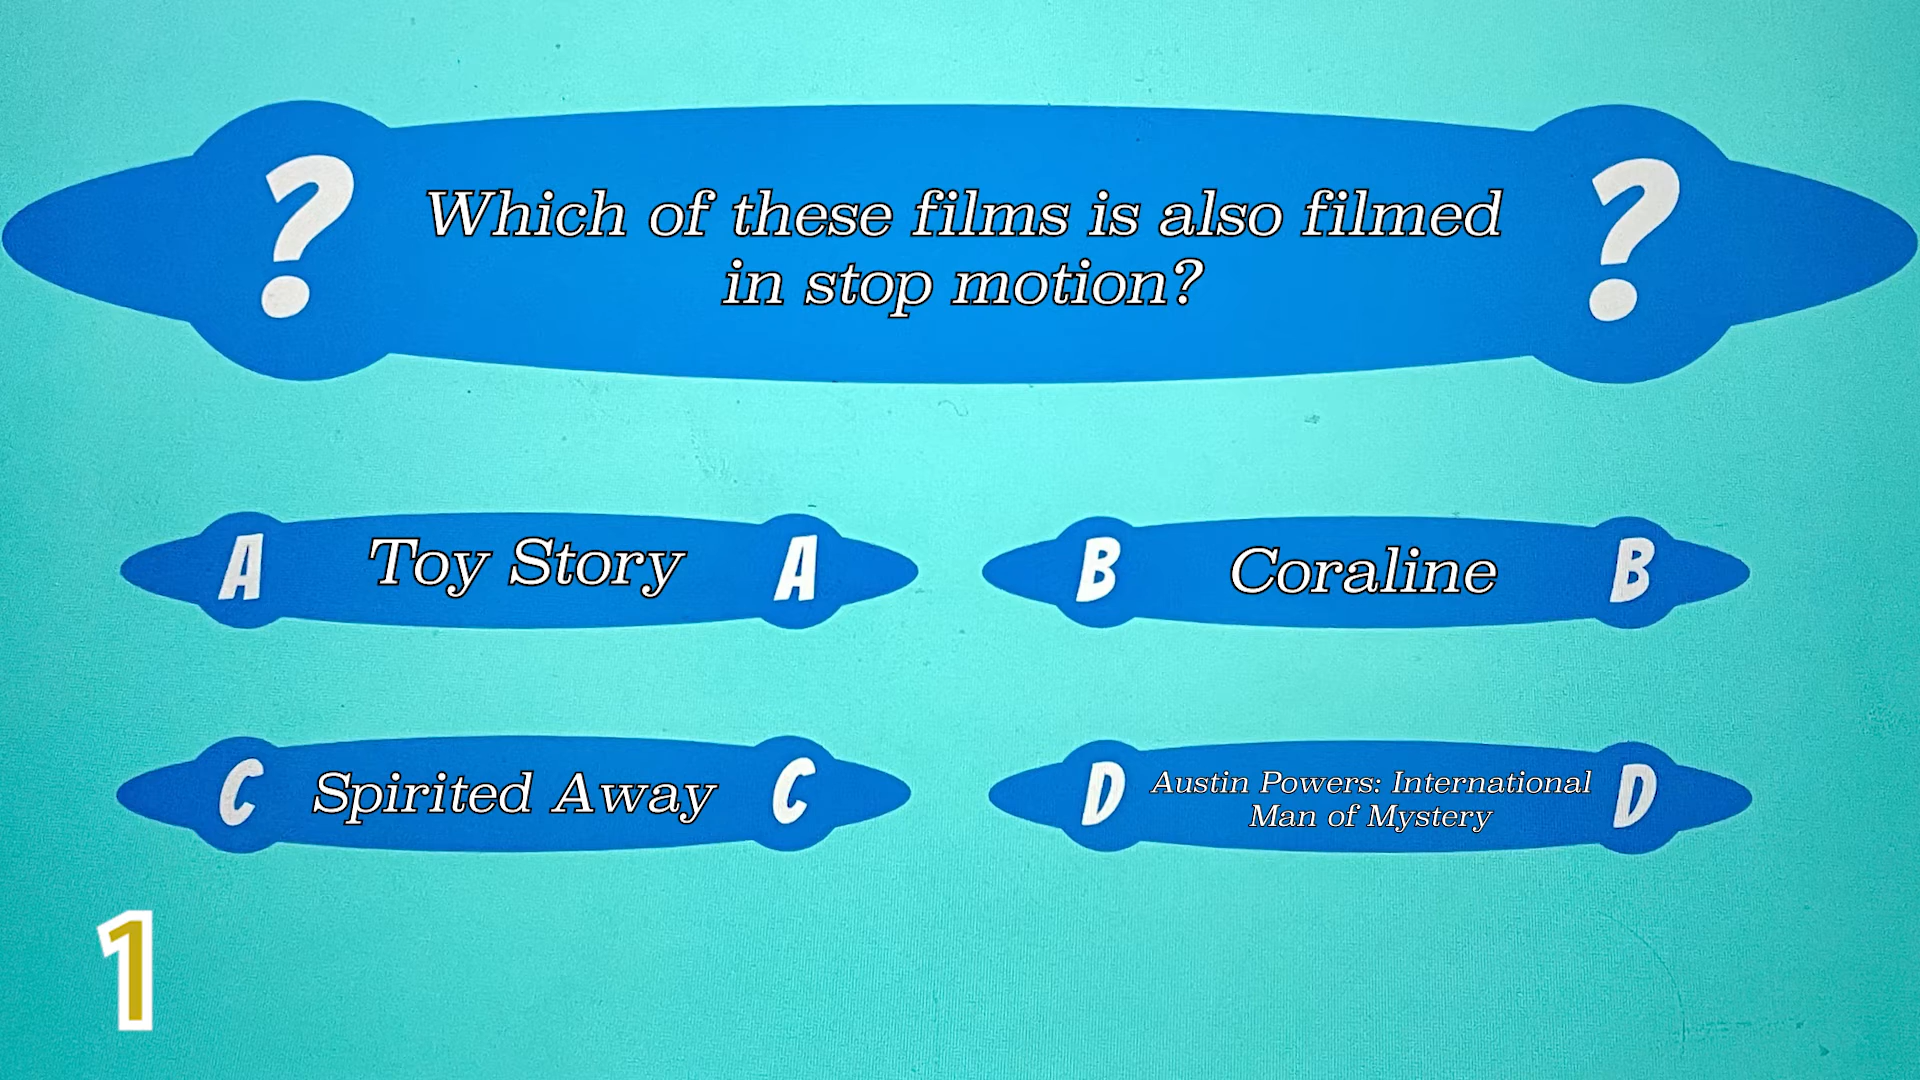 ?
Which of these films is also filmed
in stop motion?
?
A
Toy Story
A
B
Coraline
B
C
Spirited Away
C
D
Austin Powers: International
Man of Mystery
D
1